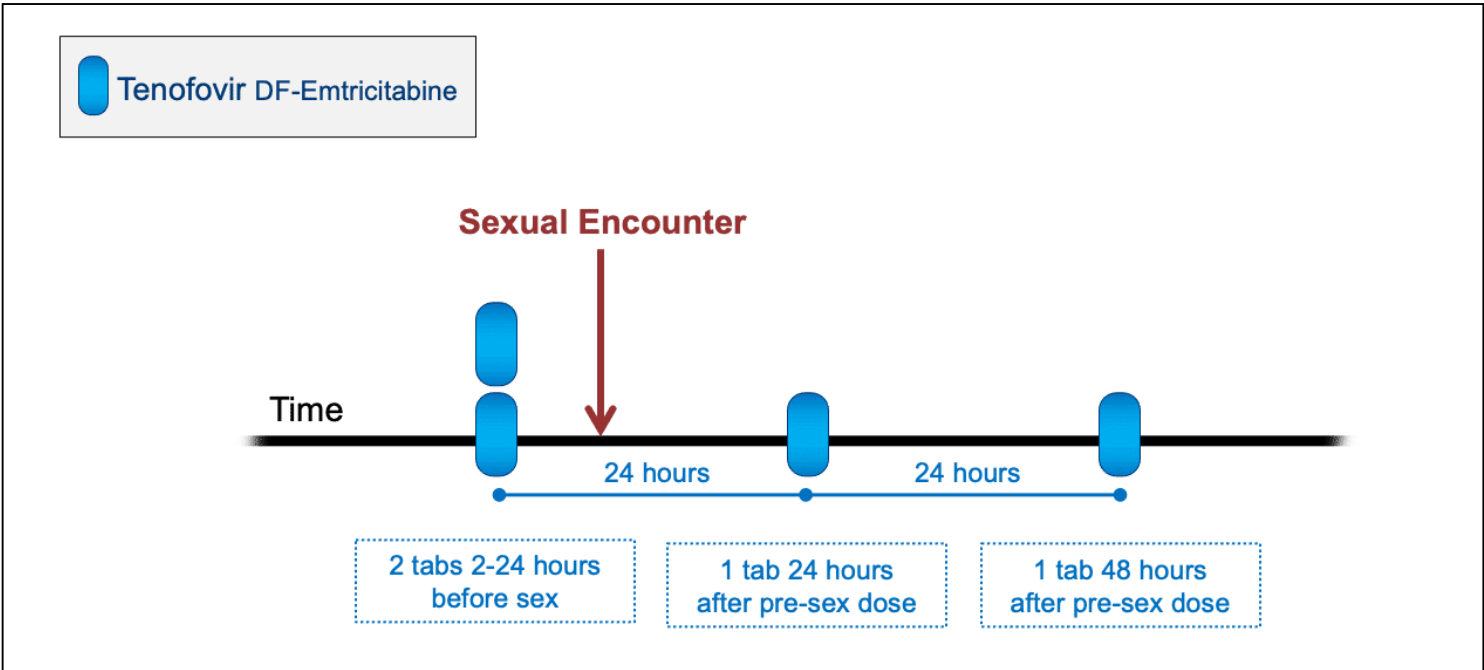 Tenofovir DF-Emtricitabine
Sexual Encounter
Time
24 hours
24 hours
2 tabs 2-24 hours
before sex
1 tab 24 hours
after pre-sex dose
1 tab 48 hours
after pre-sex dose